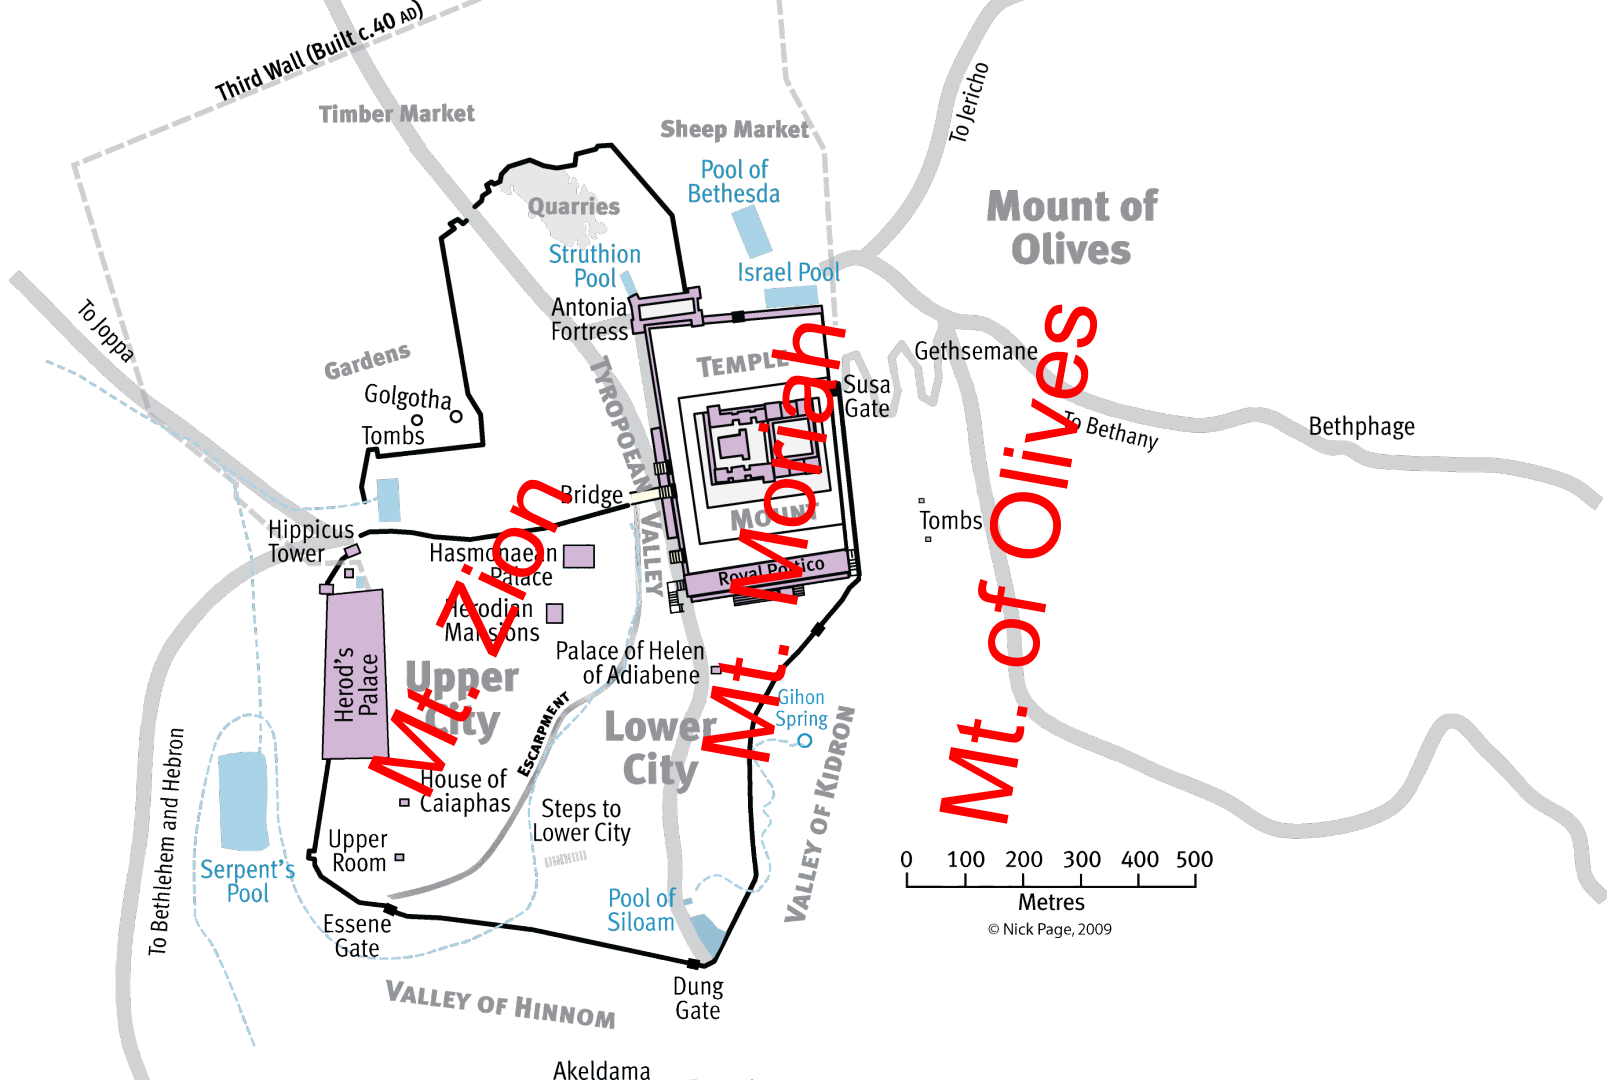 Third Wall (Built c.40 AD)
Timber Market
Sheep Market
To Jericho
Pool of
Bethesda
Quarries
Mount of
Olives
Struthion
Pool
Israel Pool
Antonia
Fortress
To Joppa
Gardens
Golgotha
Tombs
TYROPOEAN VALLEY
TEMPLE
MOUNT
Susa
Gate
Gethsemane
To Bethany
Bethphage
Bridge
Hippicus
Tower
Hasmonaean
Palace
Herodian
Mansions
Royal Portico
Tombs
Mt. Zion
Mt. Moriah
Mt. of Olives
Herod's
Palace
Upper
City
Palace of Helen
of Adiabene
Gihon
Spring
ESCARPMENT
Lower
City
House of
Caiaphas
Steps to
Lower City
VALLEY OF KIDRON
To Bethlehem and Hebron
Upper
Room
Serpent's
Pool
Pool of
Siloam
Essene
Gate
0 100 200 300 400 500
Metres
© Nick Page, 2009
VALLEY OF HINNOM
Dung
Gate
Akeldama